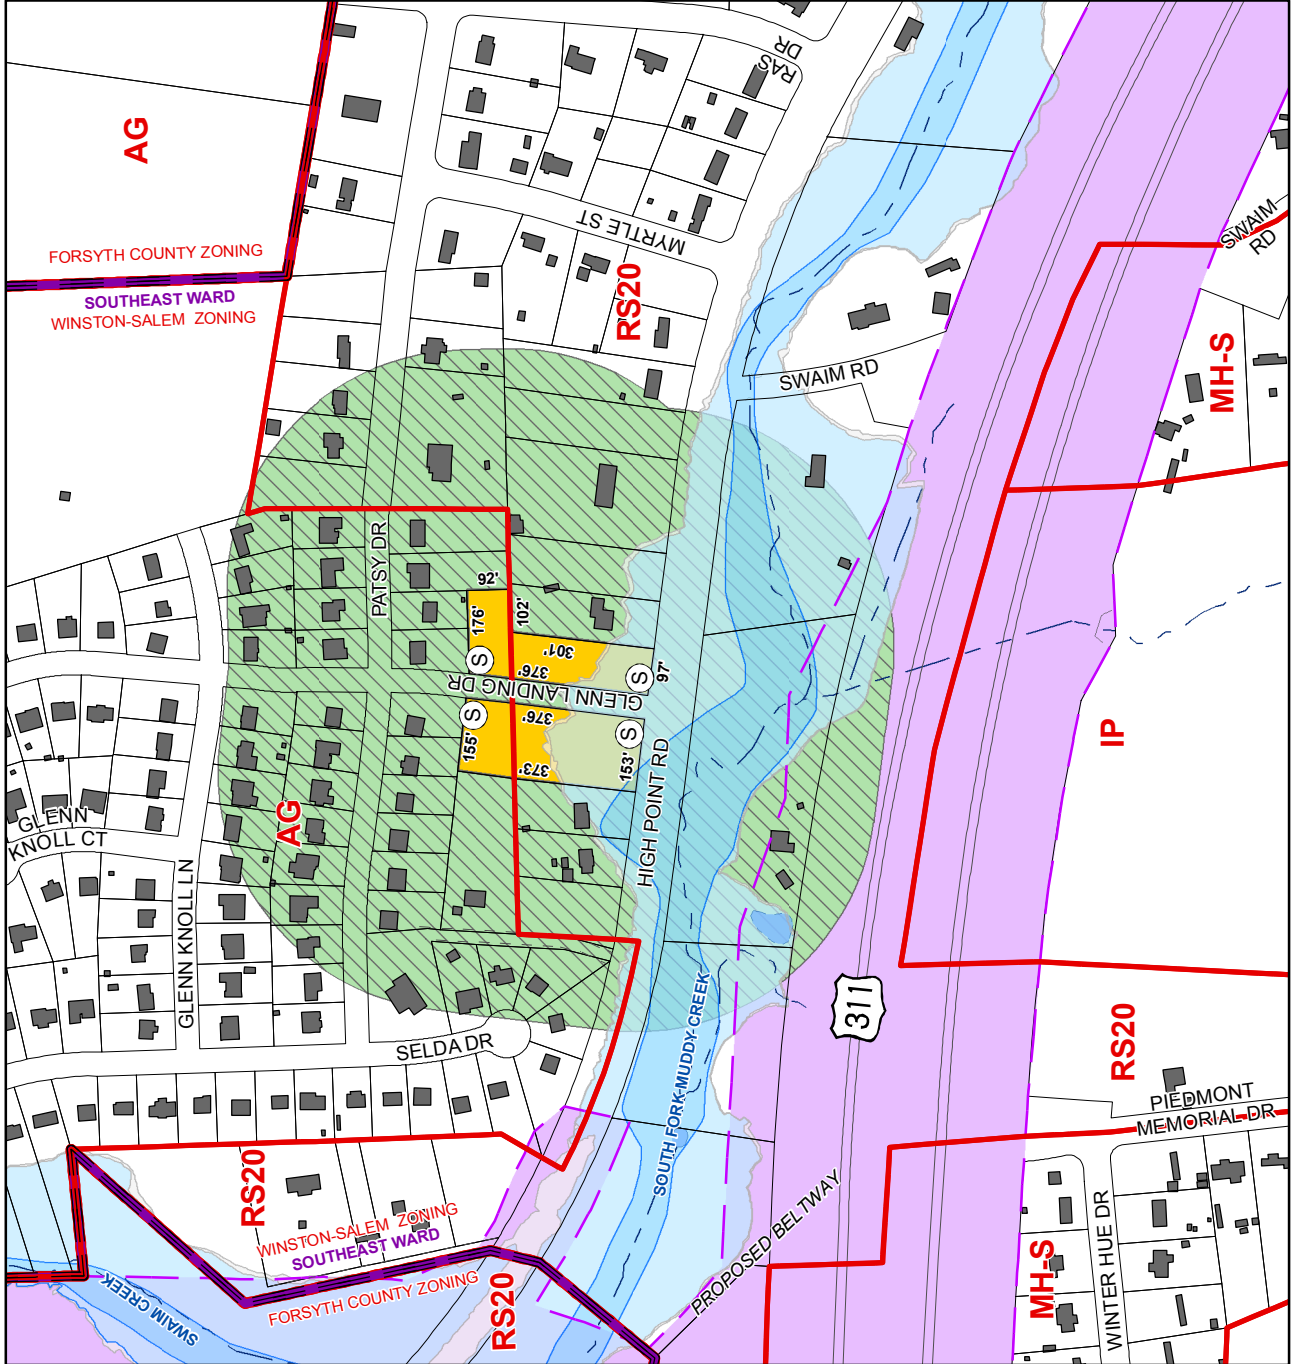 RAS
DR
AG
FORSYTH COUNTY ZONING
SOUTHEAST WARD
WINSTON-SALEM  ZONING
MYRTLE ST
RS20
SWAIM
RD
SWAIM RD
MH-S
PATSY DR
92'
176'
102'
301'
376'
S
S
97'
GLENN LANDING DR
S
376'
155'
S
373'
153'
HIGH POINT RD
IP
AG
GLENN
KNOLL CT
GLENN KNOLL LN
SELDA DR
SOUTH FORK-MUDDY CREEK
311
RS20
PIEDMONT
MEMORIAL DR
RS20
WINSTON-SALEM  ZONING
SOUTHEAST WARD
FORSYTH COUNTY ZONING
PROPOSED BELTWAY
SWAIM CREEK
RS20
MH-S
WINTER HUE DR